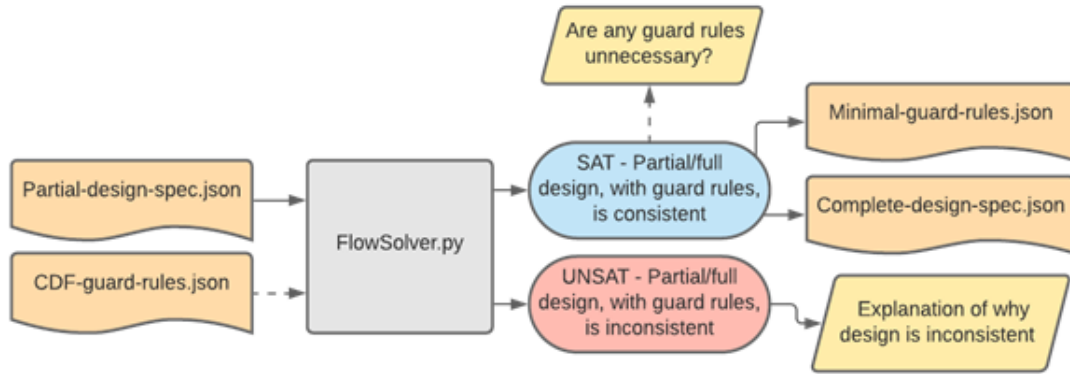 Are any guard rules
unnecessary?
Minimal-guard-rules.json
Partial-design-spec.json
SAT - Partial/full
design, with guard rules,
is consistent
Complete-design-spec.json
FlowSolver.py
CDF-guard-rules.json
UNSAT - Partial/full
design, with guard rules,
is inconsistent
Explanation of why
design is inconsistent